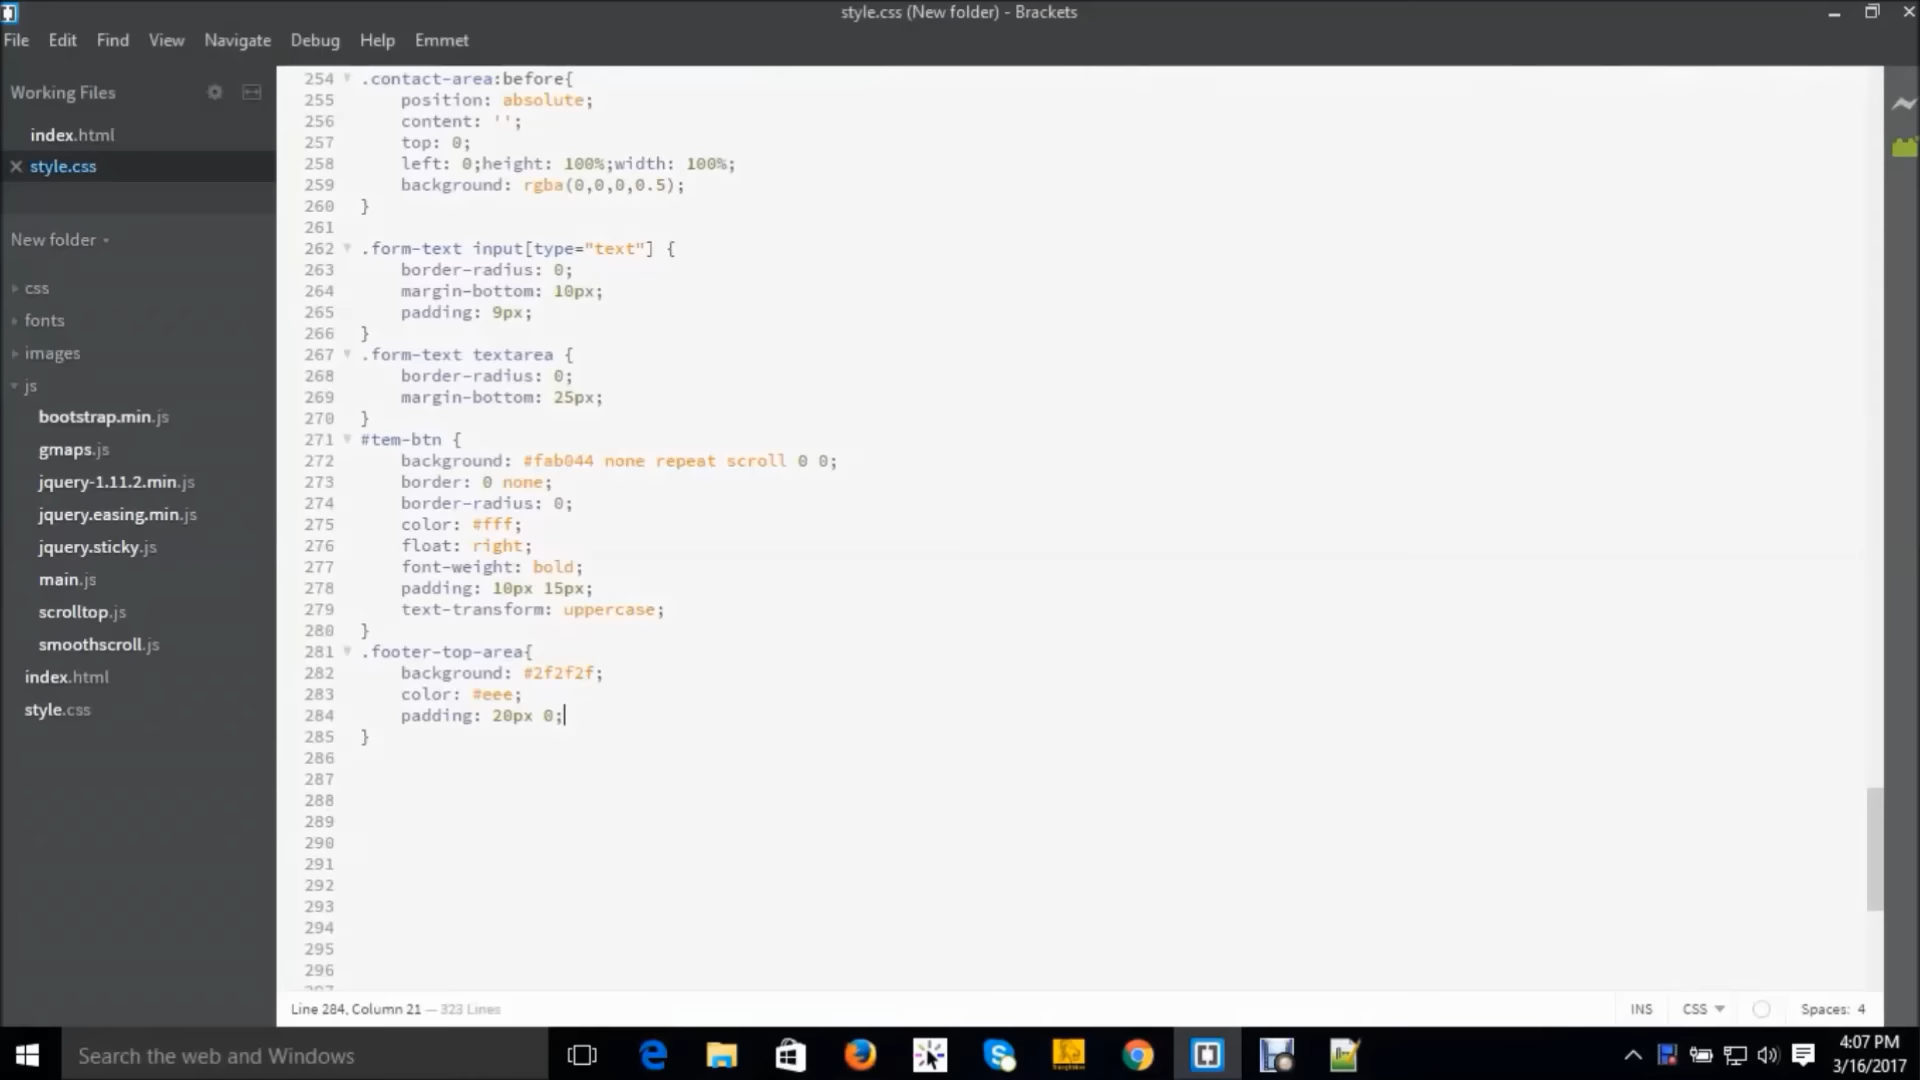 style.css (New folder) - Brackets
File Edit Find View Navigate Debug Help Emmet
Working Files
index.html
style.css
New folder
css
fonts
images
js
bootstrap.min.js
gmaps.js
jquery-1.11.2.min.js
jquery.easing.min.js
jquery.sticky.js
main.js
scrolltop.js
smoothscroll.js
index.html
style.css
254 .contact-area:before{
255 position: absolute;
256 content: '';
257 top: 0;
258 left: 0;height: 100%;width: 100%;
259 background: rgba(0,0,0,0.5);
260 }
261
262 .form-text input[type="text"] {
263 border-radius: 0;
264 margin-bottom: 10px;
265 padding: 9px;
266 }
267 .form-text textarea {
268 border-radius: 0;
269 margin-bottom: 25px;
270 }
271 #tem-btn {
272 background: #fab044 none repeat scroll 0 0;
273 border: 0 none;
274 border-radius: 0;
275 color: #fff;
276 float: right;
277 font-weight: bold;
278 padding: 10px 15px;
279 text-transform: uppercase;
280 }
281 .footer-top-area{
282 background: #2f2f2f;
283 color: #eee;
284 padding: 20px 0;
285 }
286
287
288
289
290
291
292
293
294
295
296
Line 284, Column 21 — 323 Lines
INS CSS Spaces: 4
Search the web and Windows
4:07 PM
3/16/2017